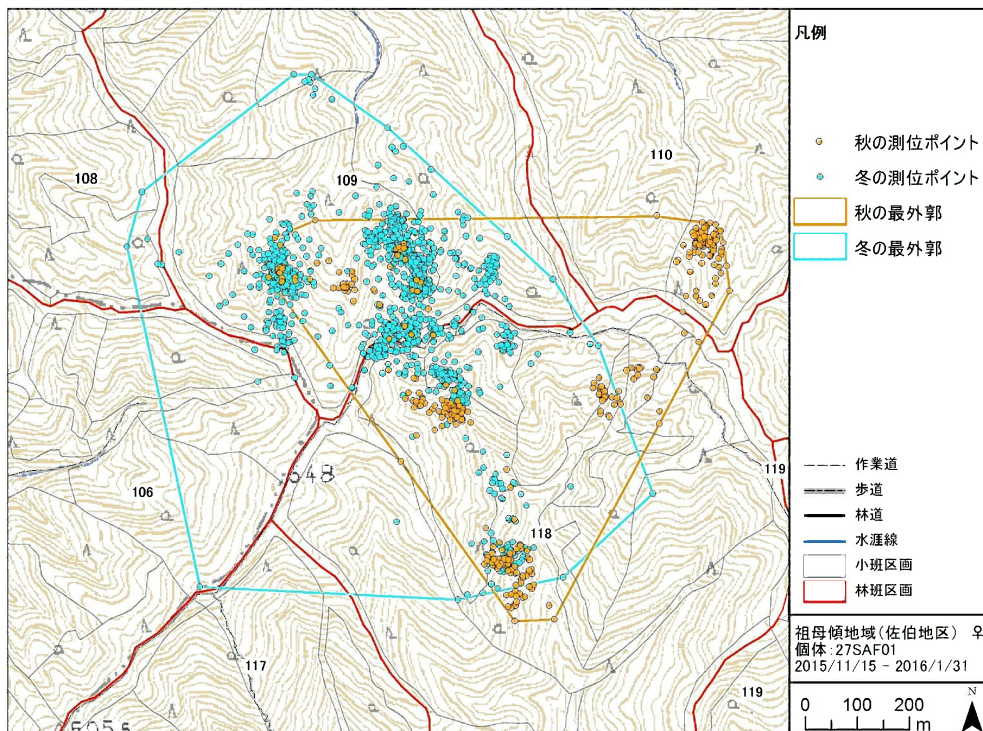 108
109
110
106
648
118
119
117
119
6056
凡例
秋の測位ポイント
冬の測位ポイント
秋の最外郭
冬の最外郭
作業道
歩道
林道
水涯線
小班区画
林班区画
祖母傾地域(佐伯地区) ♀
個体:27SAF01
2015/11/15 - 2016/1/31
0 100 200
m
N